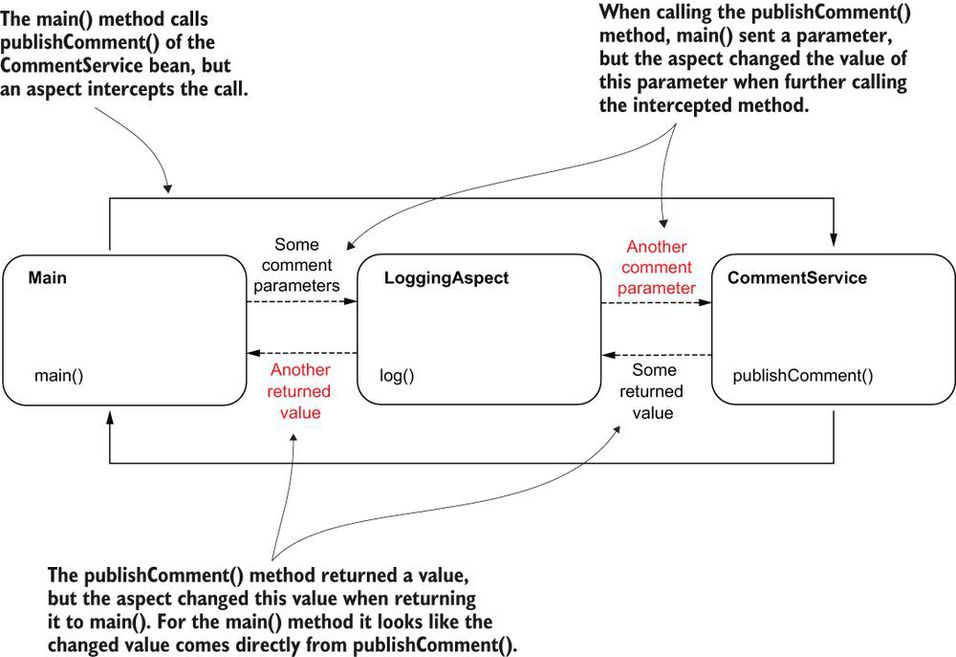 The main() method calls
publishComment() of the
CommentService bean, but
an aspect intercepts the call.
When calling the publishComment()
method, main() sent a parameter,
but the aspect changed the value of
this parameter when further calling
the intercepted method.
Main
main()
Some
comment
parameters
Another
returned
value
LoggingAspect
log()
Another
comment
parameter
Some
returned
value
CommentService
publishComment()
The publishComment() method returned a value,
but the aspect changed this value when returning
it to main(). For the main() method it looks like the
changed value comes directly from publishComment().